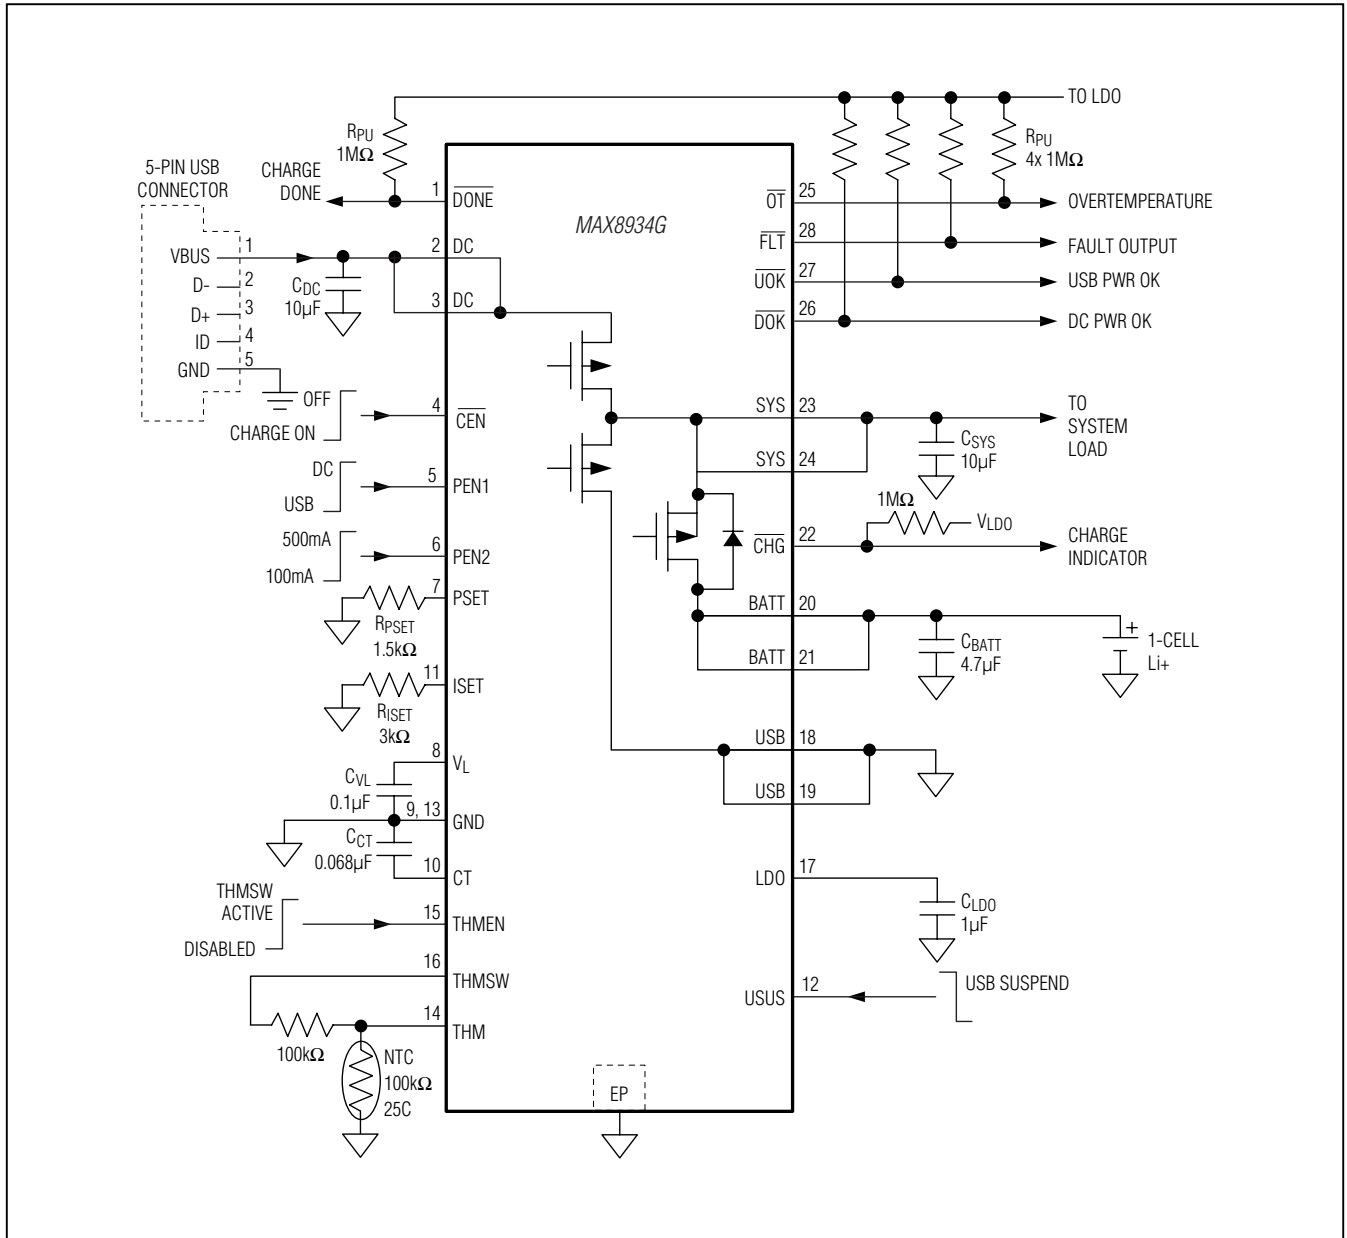 TO LDO
RPU
1MΩ
RPU
4x 1MΩ
5-PIN USB
CONNECTOR
CHARGE
DONE
1
DONE
MAX8934G
25
OT
OVERTEMPERATURE
28
FLT
FAULT OUTPUT
27
UOK
USB PWR OK
26
DOK
DC PWR OK
VBUS
1
D-
2
D+
3
ID
4
GND
5
CDC
10µF
2
DC
3
DC
OFF
CHARGE ON
4
CEN
DC
USB
5
PEN1
500mA
100mA
6
PEN2
7
PSET
RPSET
1.5kΩ
11
ISET
RISET
3kΩ
8
VL
CVL
0.1µF
9, 13
GND
CCT
0.068µF
10
CT
THMSW
ACTIVE
DISABLED
15
THMEN
16
THMSW
14
THM
100kΩ
NTC
100kΩ
25C
EP
SYS
23
TO
SYSTEM
LOAD
SYS
24
CSYS
10µF
1MΩ
VLDO
CHG
22
CHARGE
INDICATOR
BATT
20
BATT
21
CBATT
4.7µF
+
1-CELL
Li+
USB
18
USB
19
LDO
17
CLDO
1µF
USUS
12
USB SUSPEND